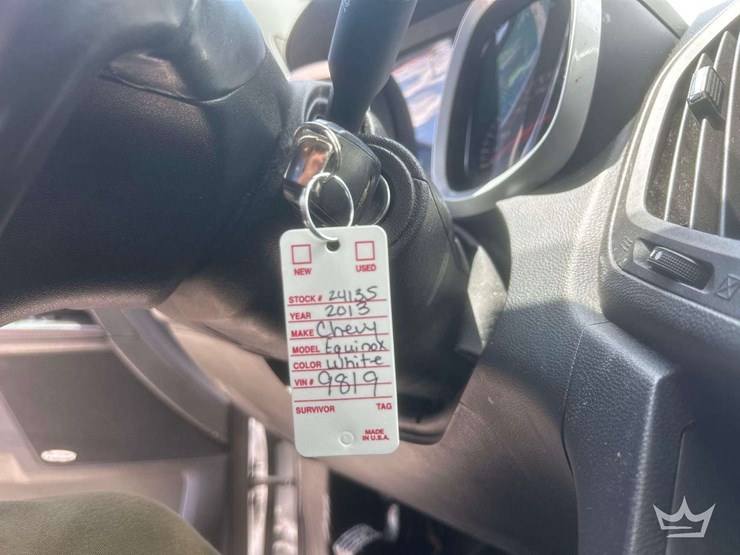 NEW USED
STOCK # 24135
YEAR 2013
MAKE Chevy
MODEL Equinox
COLOR White
VIN # 9819
SURVIVOR TAG
MADE
IN U.S.A.